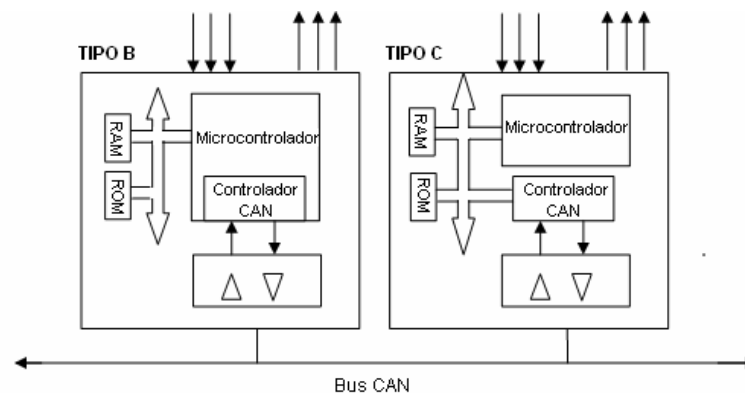 TIPO B
TIPO C
RAM
Microcontrolador
ROM
Controlador
CAN
RAM
Microcontrolador
ROM
Controlador
CAN
Bus CAN